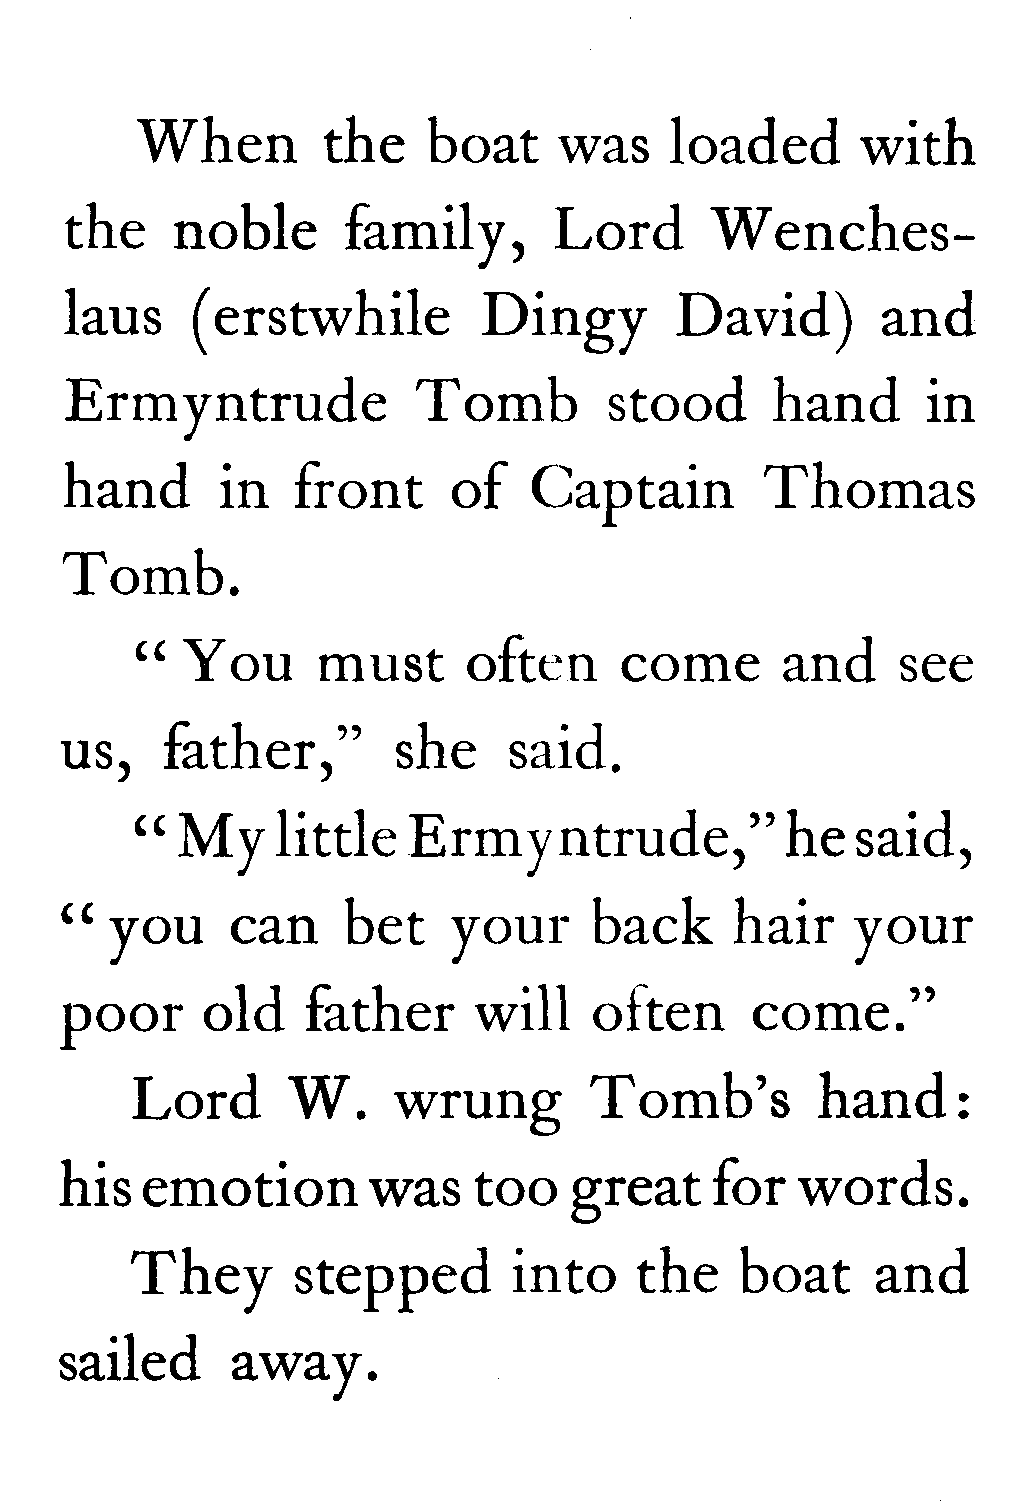 When the boat was loaded with
the noble family, Lord Wenches-
laus (erstwhile Dingy David) and
Ermyntrude Tomb stood hand in
hand in front of Captain Thomas
Tomb.
“ You must often come and see
us, father,” she said.
“ My little Ermyntrude,” he said,
“ you can bet your back hair your
poor old father will often come.”
Lord W. wrung Tomb’s hand:
his emotion was too great for words.
They stepped into the boat and
sailed away.